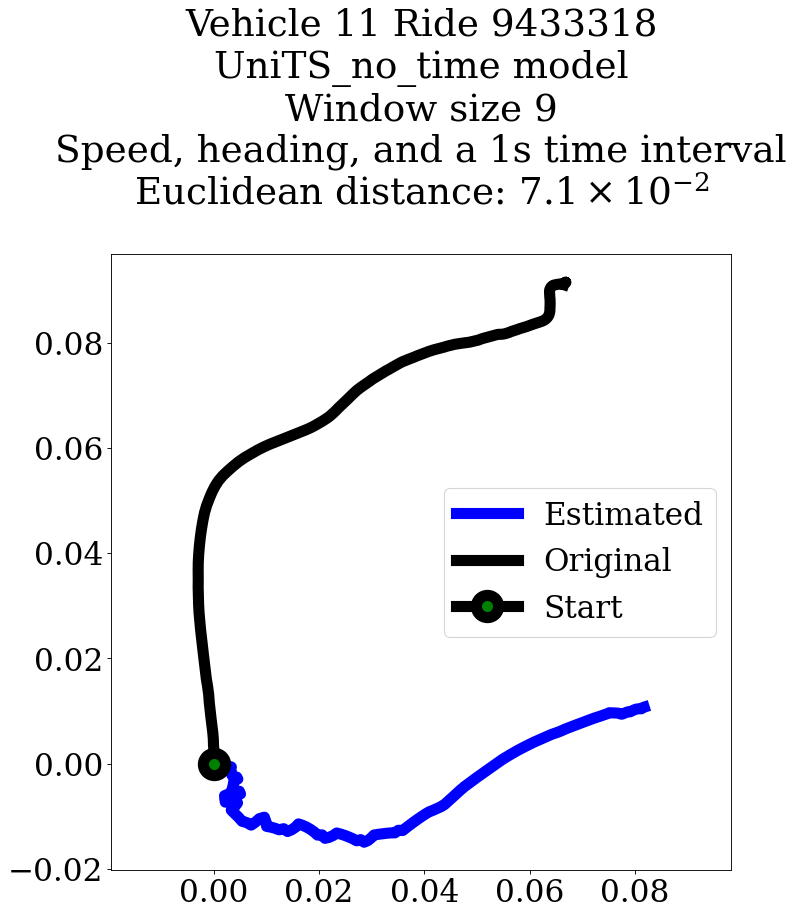 Vehicle 11 Ride 9433318
UniTS_no_time model
Window size 9
Speed, heading, and a 1s time interval
Euclidean distance: 7.1 × 10⁻²
0.08
0.06
0.04
0.02
0.00
−0.02
Estimated
Original
Start
0.00 0.02 0.04 0.06 0.08